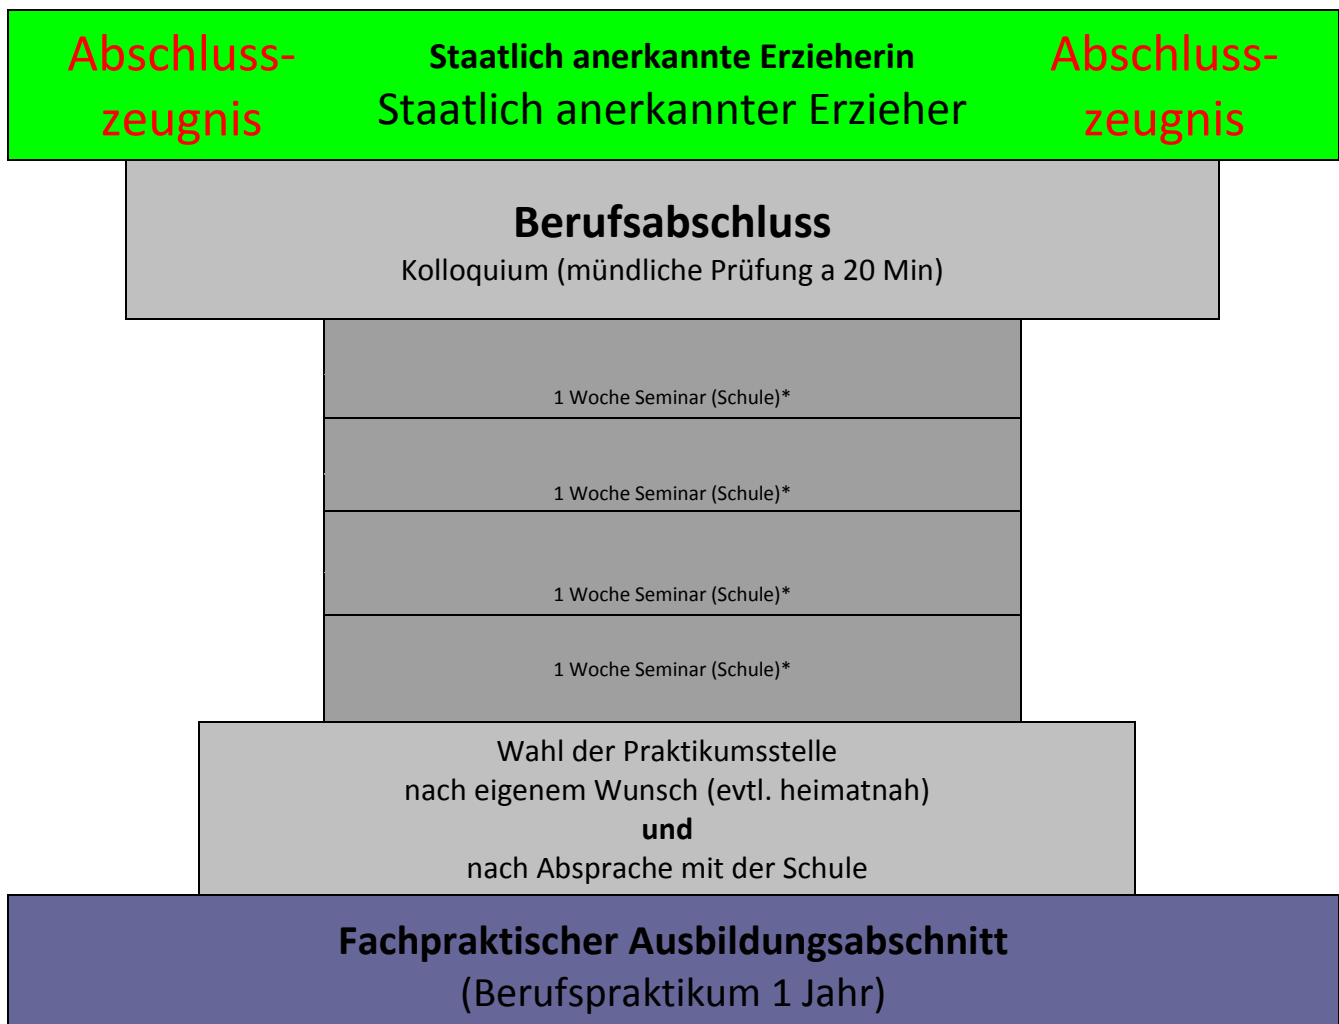 Abschluss-
zeugnis
Staatlich anerkannte Erzieherin
Staatlich anerkannter Erzieher
Abschluss-
zeugnis
Berufsabschluss
Kolloquium (mündliche Prüfung a 20 Min)
1 Woche Seminar (Schule)*
1 Woche Seminar (Schule)*
1 Woche Seminar (Schule)*
1 Woche Seminar (Schule)*
Wahl der Praktikumsstelle
nach eigenem Wunsch (evtl. heimatnah)
und
nach Absprache mit der Schule
Fachpraktischer Ausbildungsabschnitt
(Berufspraktikum 1 Jahr)